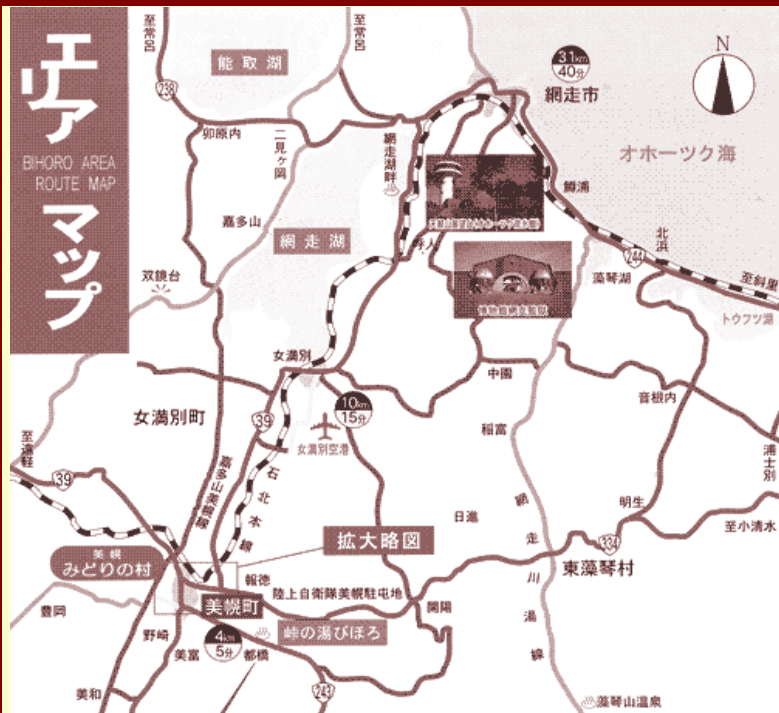 エリア
マップ
BIHORO AREA
ROUTE MAP
至常呂
至常呂
能取湖
31km
40分
網走市
N
オホーツク海
238
卯原内
二見ヶ岡
網走湖畔
鱒浦
嘉多山
網走湖
北浜
244
藻琴湖
至斜里
双鏡台
博物館網走監獄
トウフツ湖
女満別
中園
10km
15分
音根内
女満別町
39
稲富
女満別空港
浦士別
至遠軽
39
嘉多山美幌線
石北本線
網走川湯線
日進
明生
至小清水
拡大略図
334
美幌
みどりの村
東藻琴村
報徳
陸上自衛隊美幌駐屯地
美幌町
開陽
豊岡
野崎
4km
5分
峠の湯びほろ
美富
都橋
美和
243
藻琴山温泉